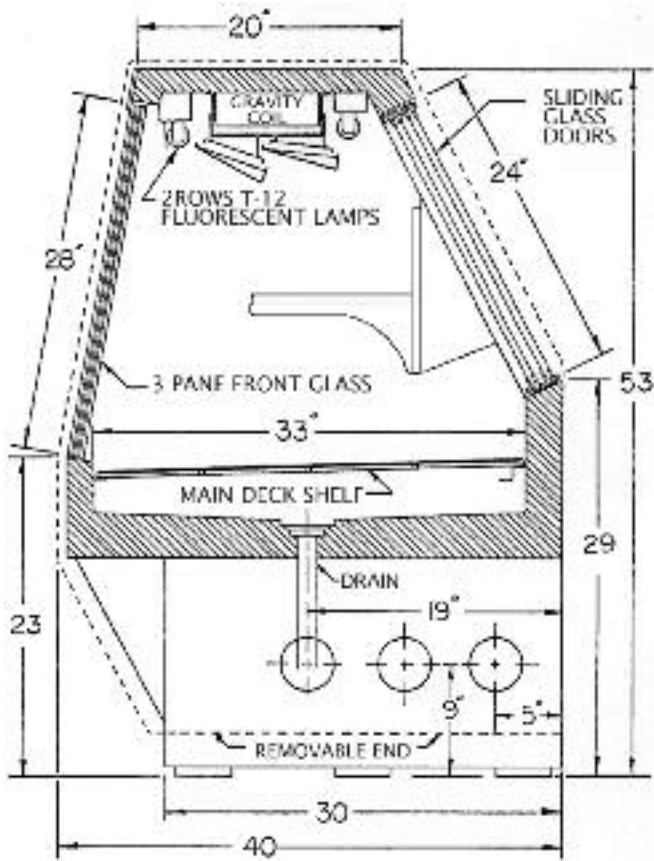 20"
GRAVITY
COIL
SLIDING
GLASS
DOORS
24"
2 ROWS T-12
FLUORESCENT LAMPS
28"
3 PANE FRONT GLASS
53
33"
MAIN DECK SHELF
29
DRAIN
19"
23
9"
5"
REMOVABLE END
30
40